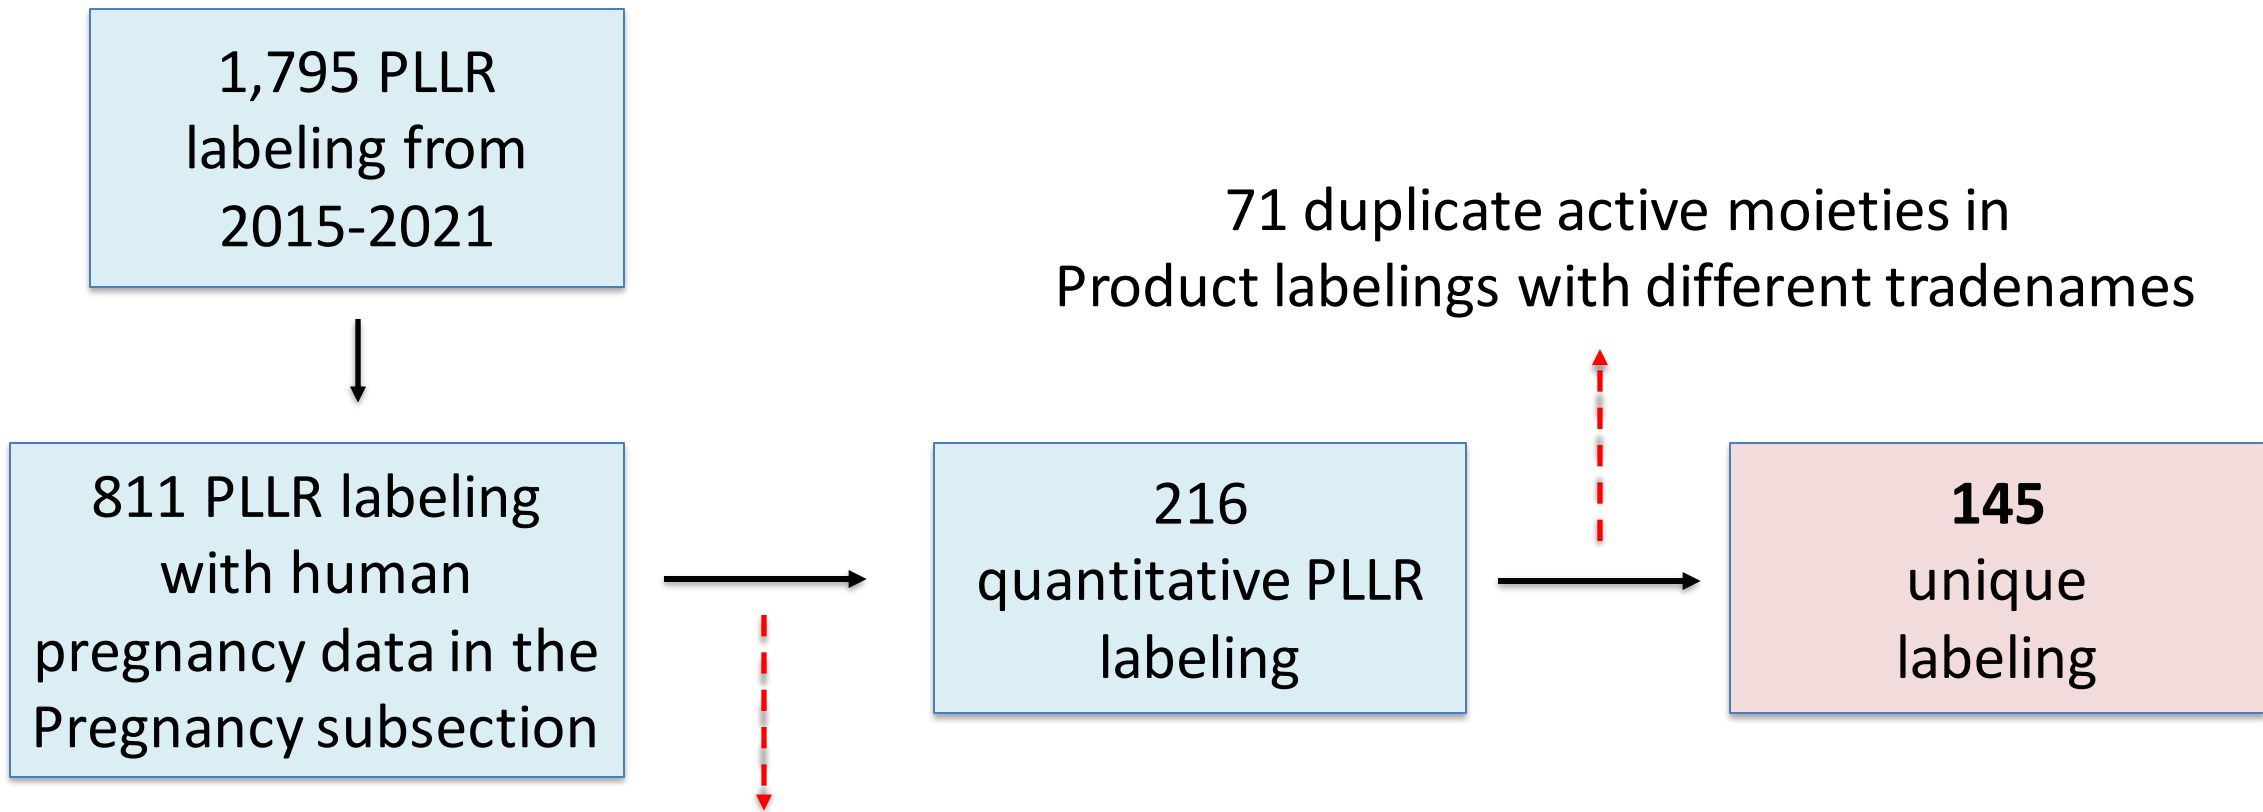 1,795 PLLR
labeling from
2015-2021
71 duplicate active moieties in
Product labelings with different tradenames
811 PLLR labeling
with human
pregnancy data in the
Pregnancy subsection
216
quantitative PLLR
labeling
145
unique
labeling